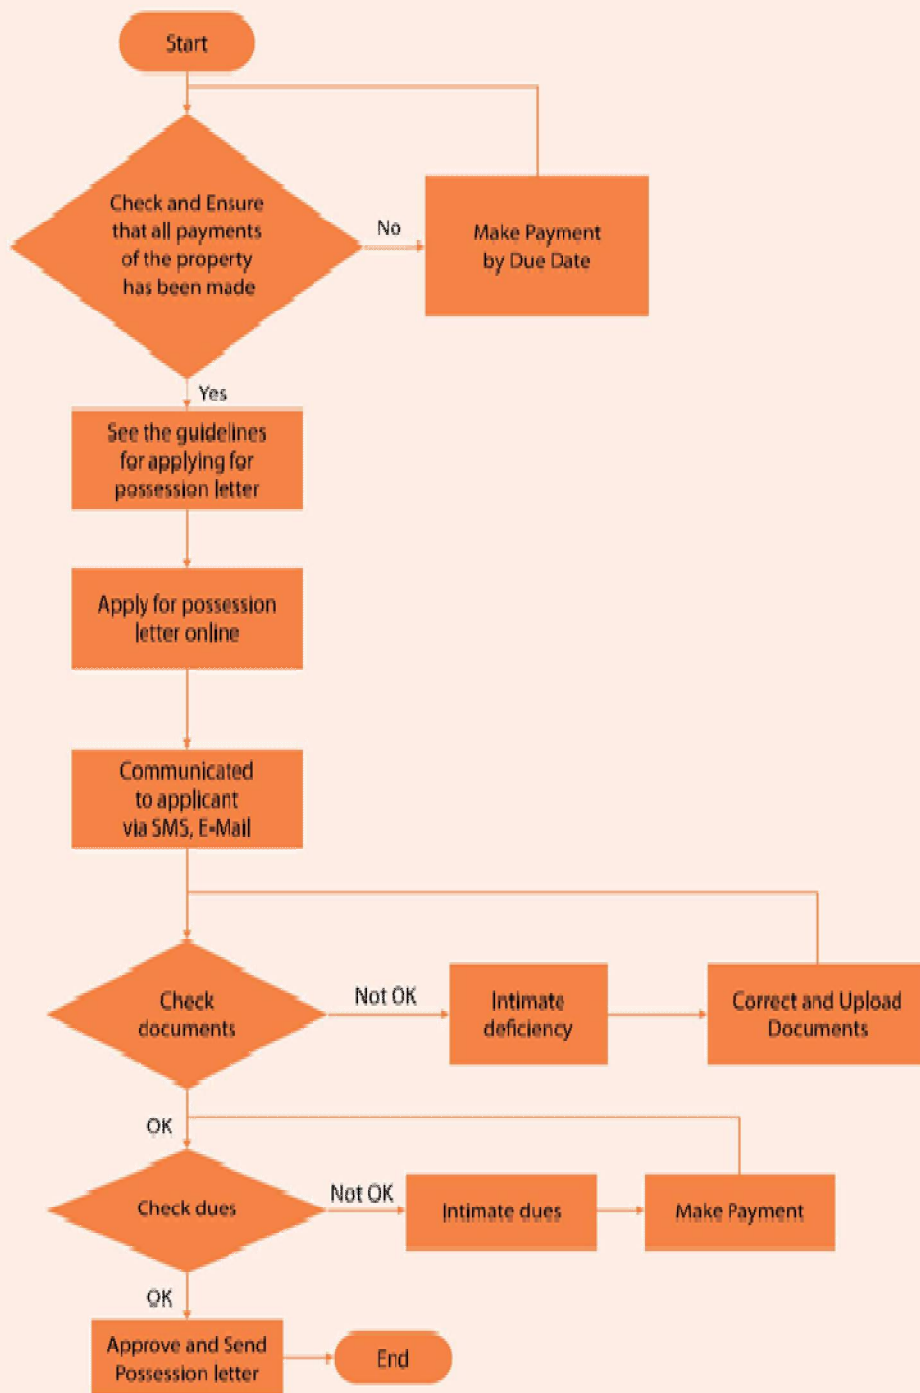 Start
Check and Ensure
that all payments
of the property
has been made
No
Make Payment
by Due Date
Yes
See the guidelines
for applying for
possession letter
Apply for possession
letter online
Communicated
to applicant
via SMS, E-Mail
Check
documents
Not OK
Intimate
deficiency
Correct and Upload
Documents
OK
Check dues
Not OK
Intimate dues
Make Payment
OK
Approve and Send
Possession letter
End